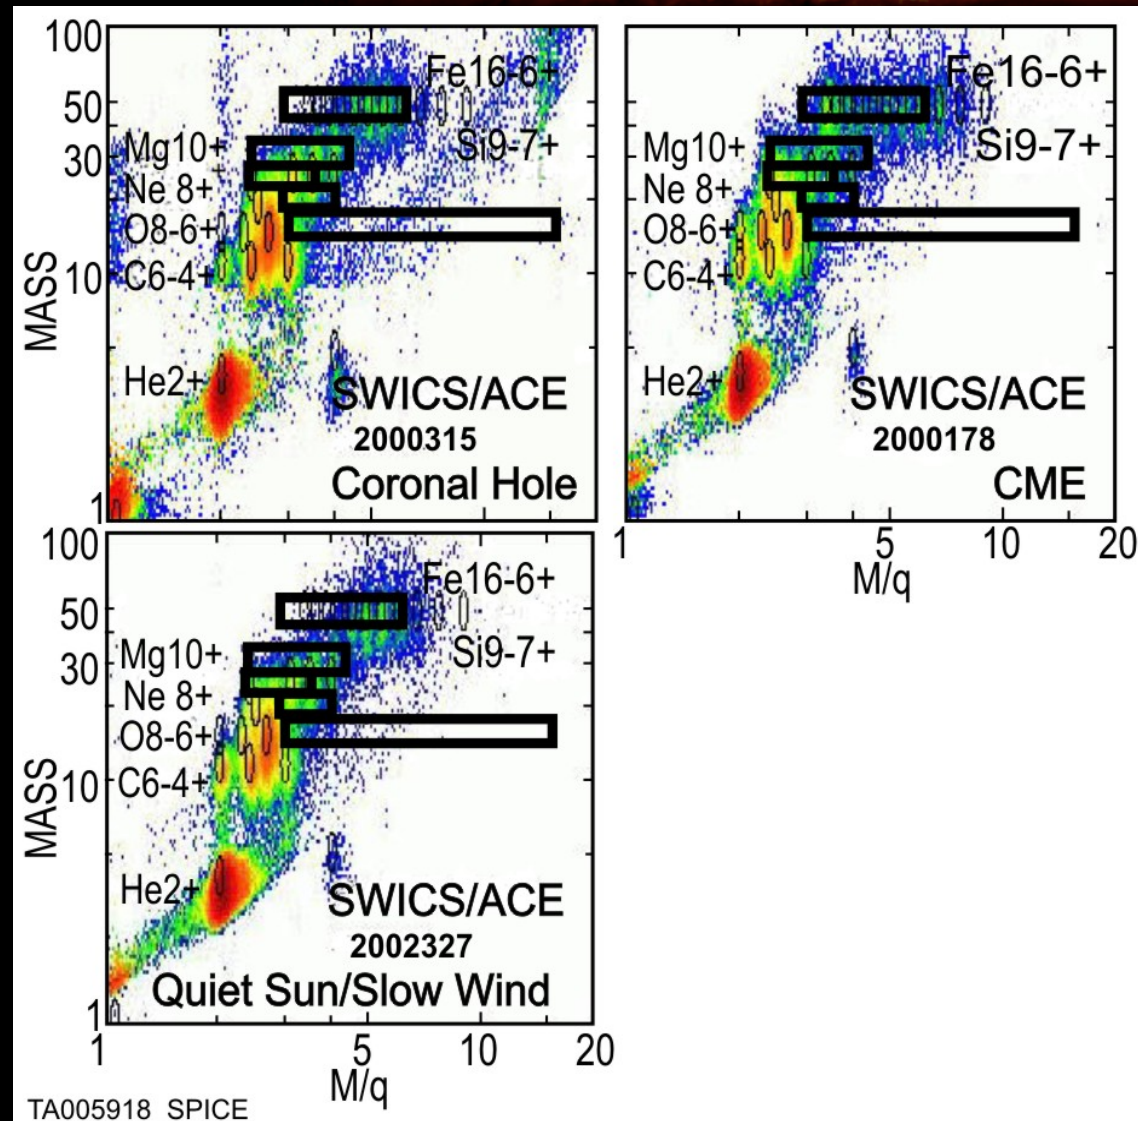 100
50
30
10
1
MASS
Fe16-6+
Si9-7+
Mg10+
Ne 8+
O8-6+
C6-4+
He2+
SWICS/ACE
2000315
Coronal Hole
Fe16-6+
Si9-7+
Mg10+
Ne 8+
O8-6+
C6-4+
He2+
SWICS/ACE
2000178
CME
1 5 10 20
M/q
100
50
30
10
1
MASS
Fe16-6+
Si9-7+
Mg10+
Ne 8+
O8-6+
C6-4+
He2+
SWICS/ACE
2002327
Quiet Sun/Slow Wind
1 5 10 20
M/q
TA005918 SPICE